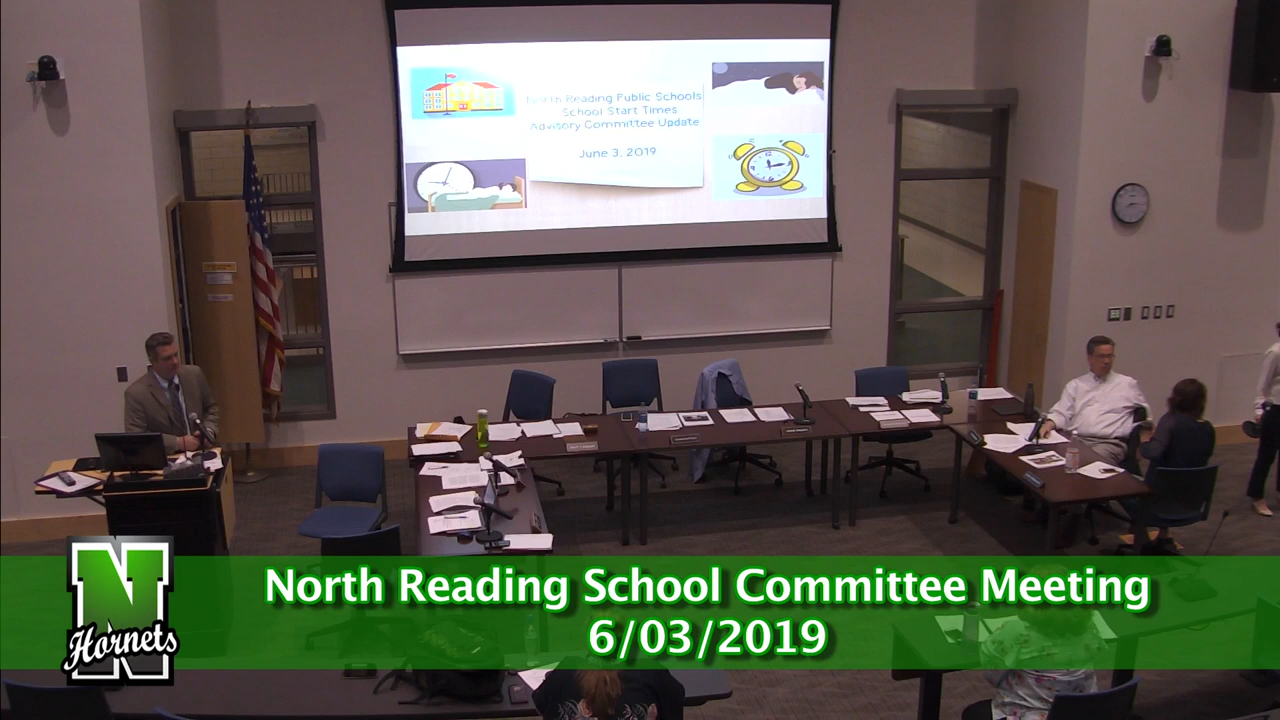 North Reading Public Schools
School Start Times
Advisory Committee Update
June 3, 2019
North Reading School Committee Meeting
6/03/2019
N
Hornets